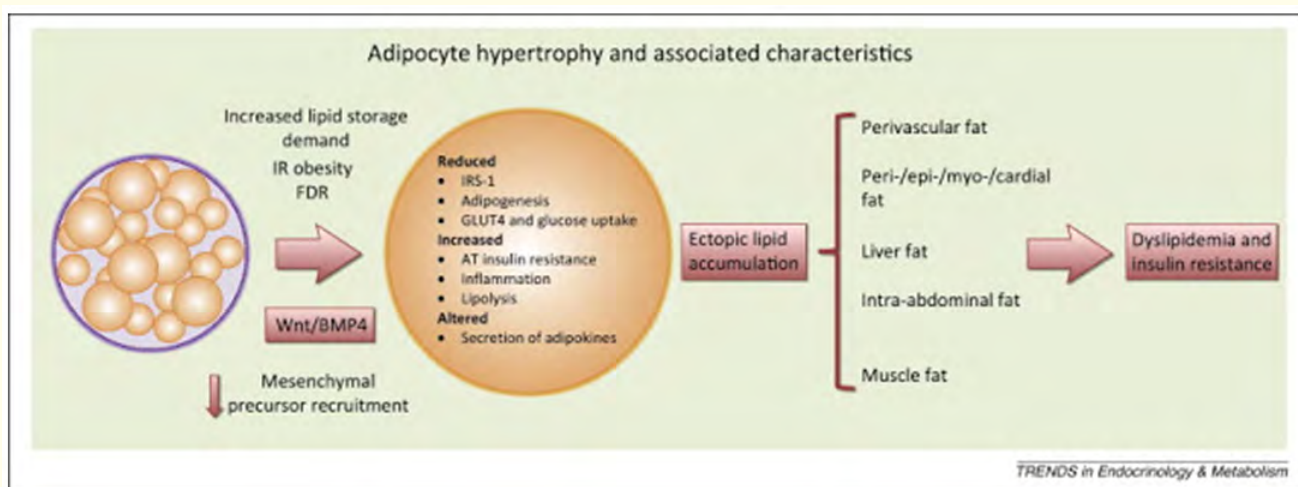 Adipocyte hypertrophy and associated characteristics
Increased lipid storage
demand
IR obesity
FDR
Wnt/BMP4
Mesenchymal
precursor recruitment
Reduced
• IRS-1
• Adipogenesis
• GLUT4 and glucose uptake
Increased
• AT insulin resistance
• Inflammation
• Lipolysis
Altered
• Secretion of adipokines
Ectopic lipid
accumulation
Perivascular fat
Peri-/epi-/myo-/cardial
fat
Liver fat
Intra-abdominal fat
Muscle fat
Dyslipidemia and
insulin resistance
TRENDS in Endocrinology & Metabolism